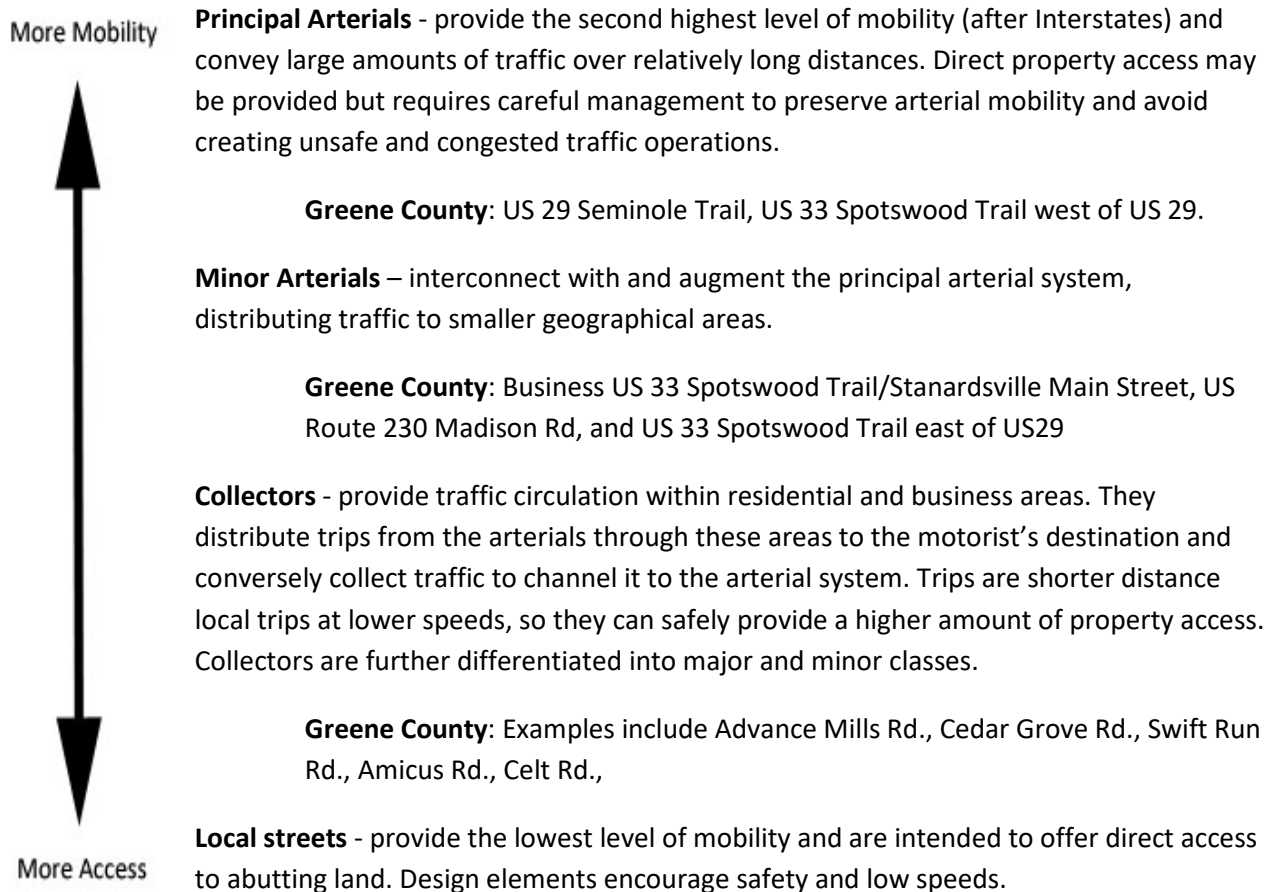 More Mobility
Principal Arterials - provide the second highest level of mobility (after Interstates) and
convey large amounts of traffic over relatively long distances. Direct property access may
be provided but requires careful management to preserve arterial mobility and avoid
creating unsafe and congested traffic operations.
Greene County: US 29 Seminole Trail, US 33 Spotswood Trail west of US 29.
Minor Arterials – interconnect with and augment the principal arterial system,
distributing traffic to smaller geographical areas.
Greene County: Business US 33 Spotswood Trail/Stanardsville Main Street, US
Route 230 Madison Rd, and US 33 Spotswood Trail east of US29
Collectors - provide traffic circulation within residential and business areas. They
distribute trips from the arterials through these areas to the motorist’s destination and
conversely collect traffic to channel it to the arterial system. Trips are shorter distance
local trips at lower speeds, so they can safely provide a higher amount of property access.
Collectors are further differentiated into major and minor classes.
Greene County: Examples include Advance Mills Rd., Cedar Grove Rd., Swift Run
Rd., Amicus Rd., Celt Rd.,
Local streets - provide the lowest level of mobility and are intended to offer direct access
to abutting land. Design elements encourage safety and low speeds.
More Access